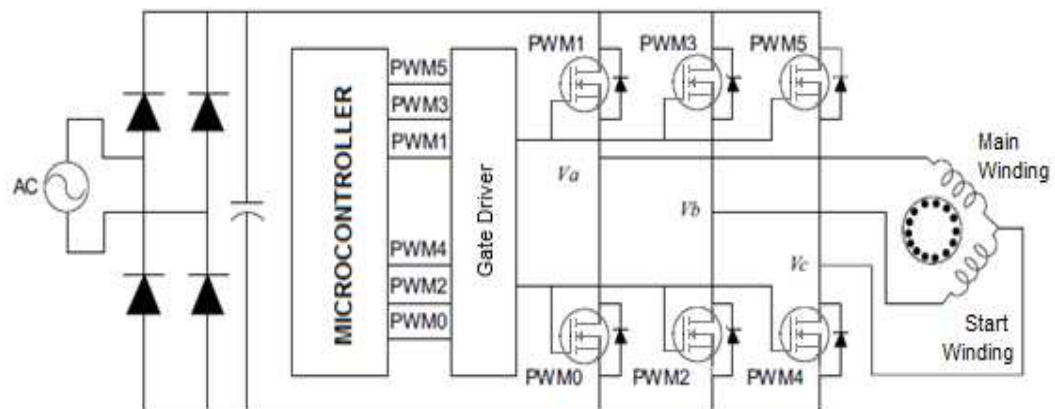 PWM1
PWM3
PWM5
PWM5
PWM3
PWM1
MICROCONTROLLER
Gate Driver
AC
Va
Vb
Vc
Main
Winding
PWM4
PWM2
PWM0
Start
Winding
PWM0
PWM2
PWM4